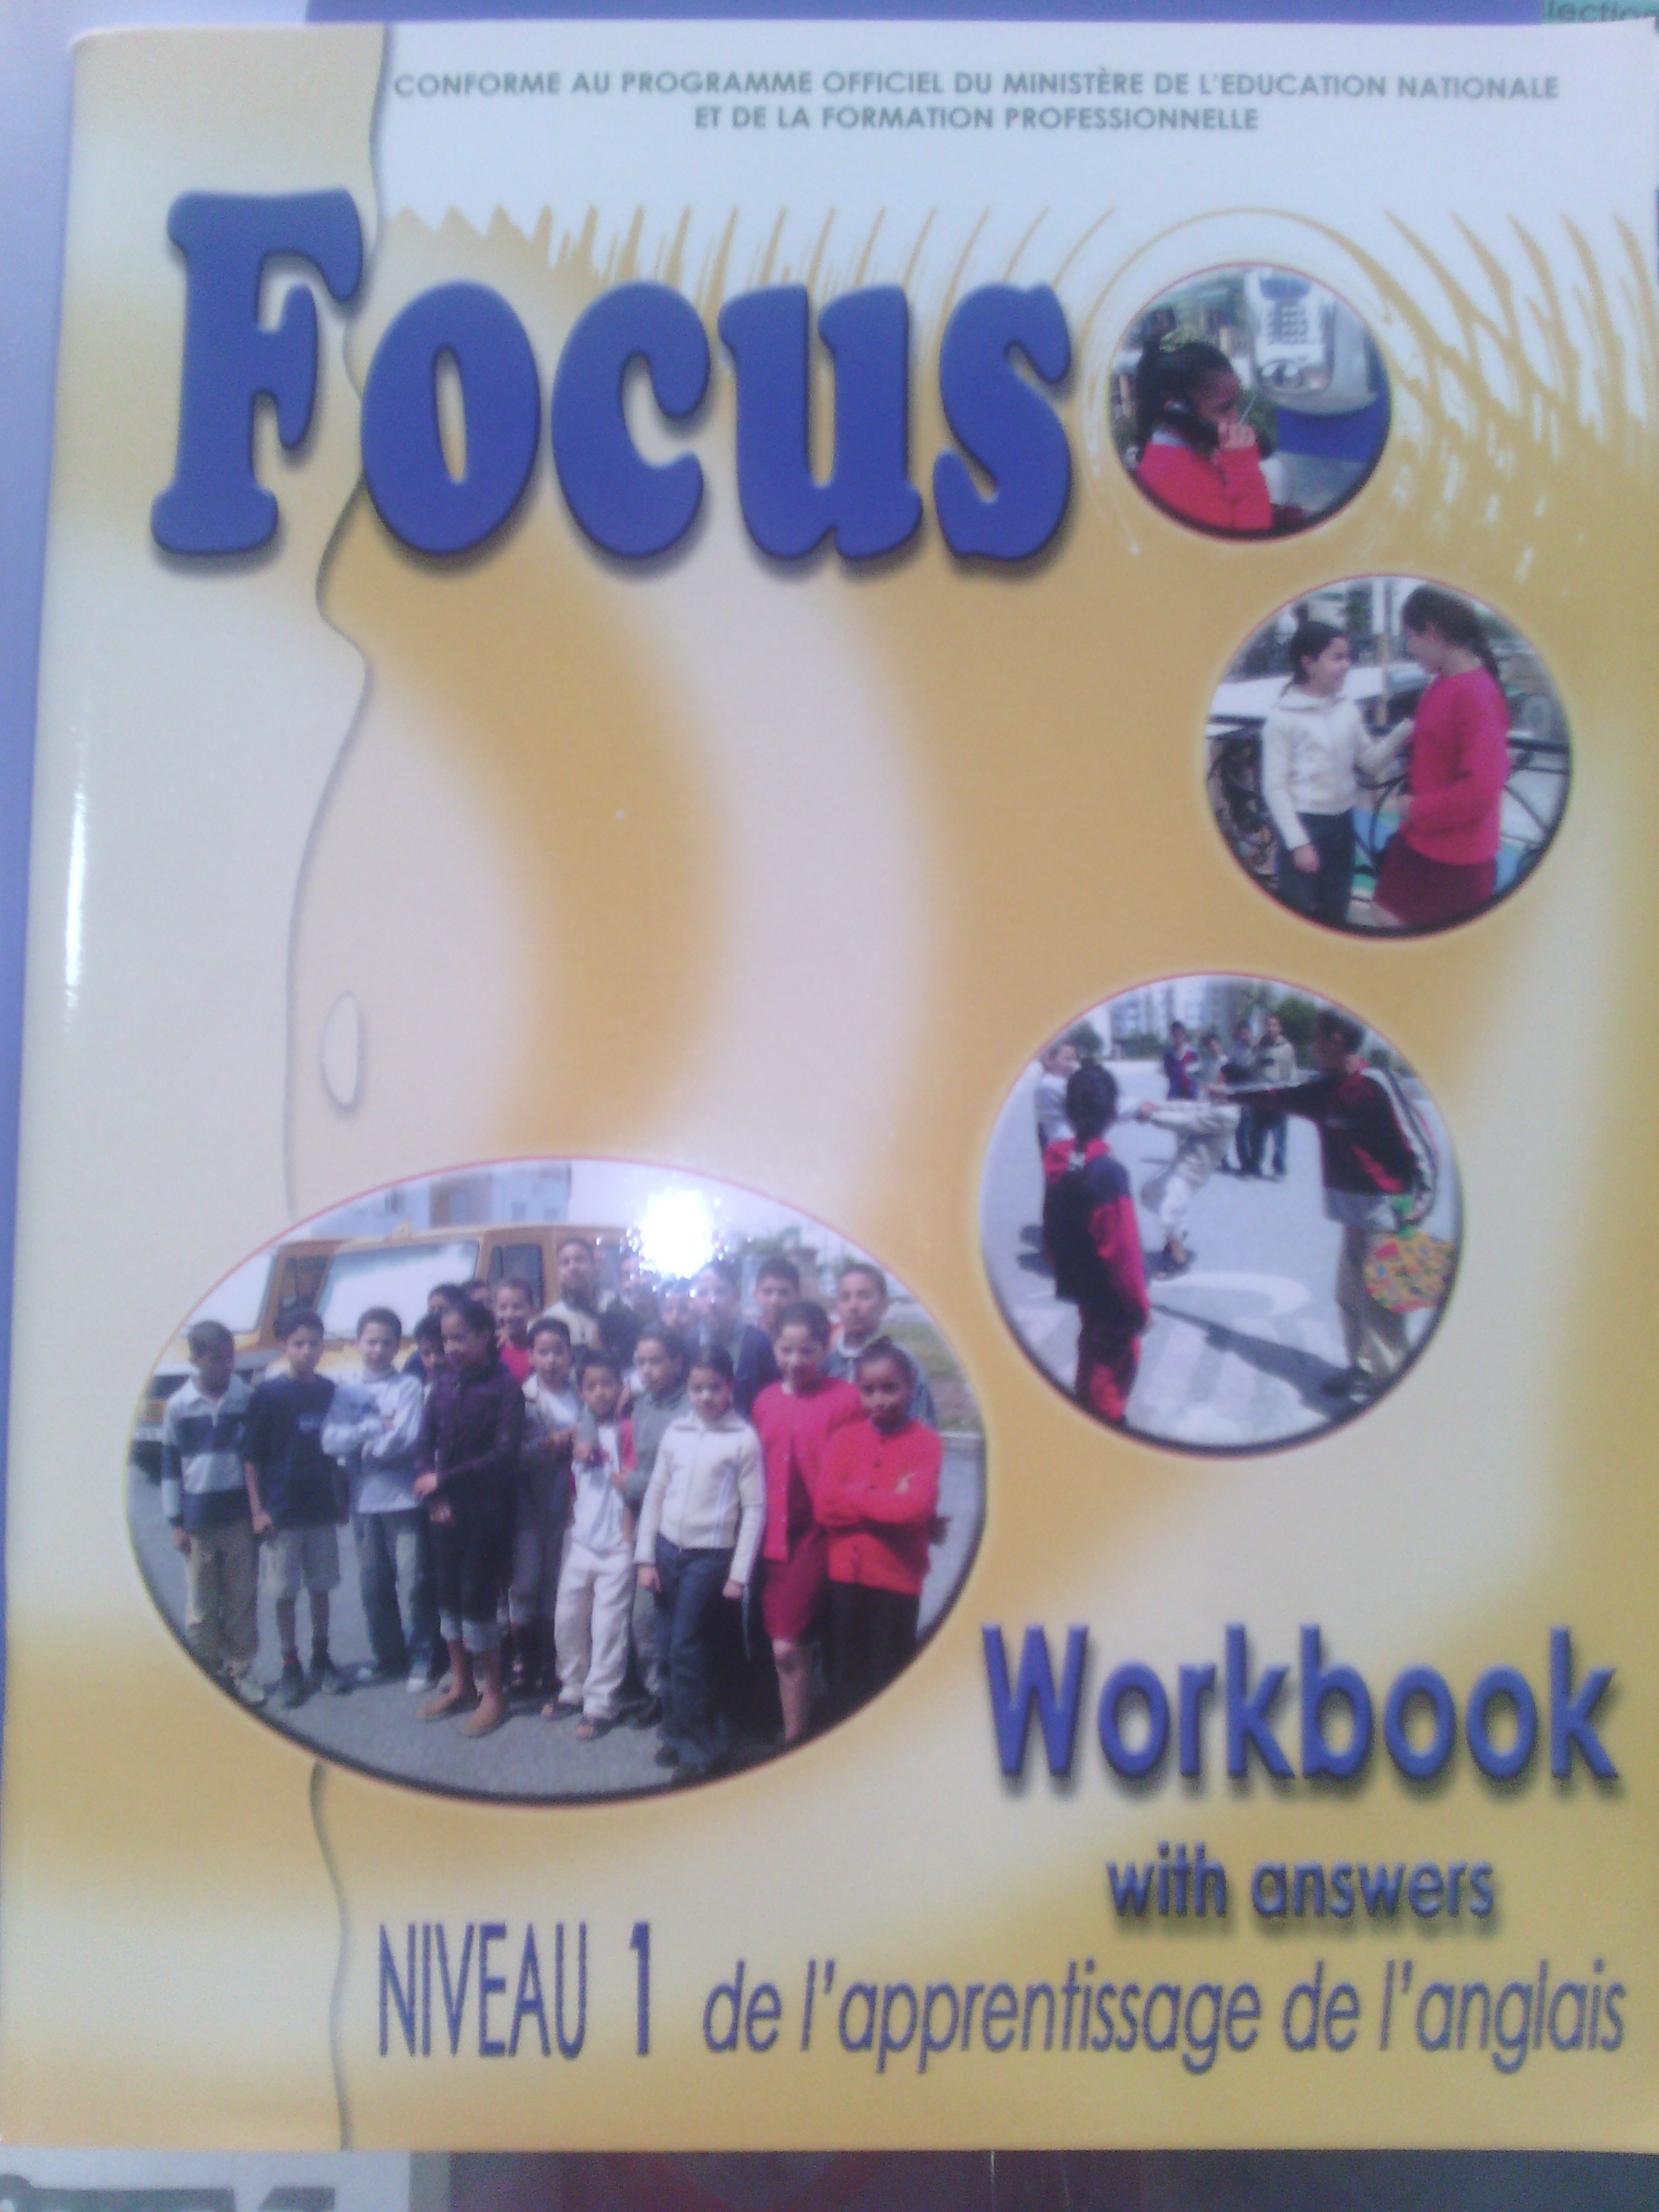 lection
CONFORME AU PROGRAMME OFFICIEL DU MINISTÈRE DE L'EDUCATION NATIONALE
ET DE LA FORMATION PROFESSIONNELLE
Focus
Workbook
with answers
NIVEAU 1 de l'apprentissage de l'anglais